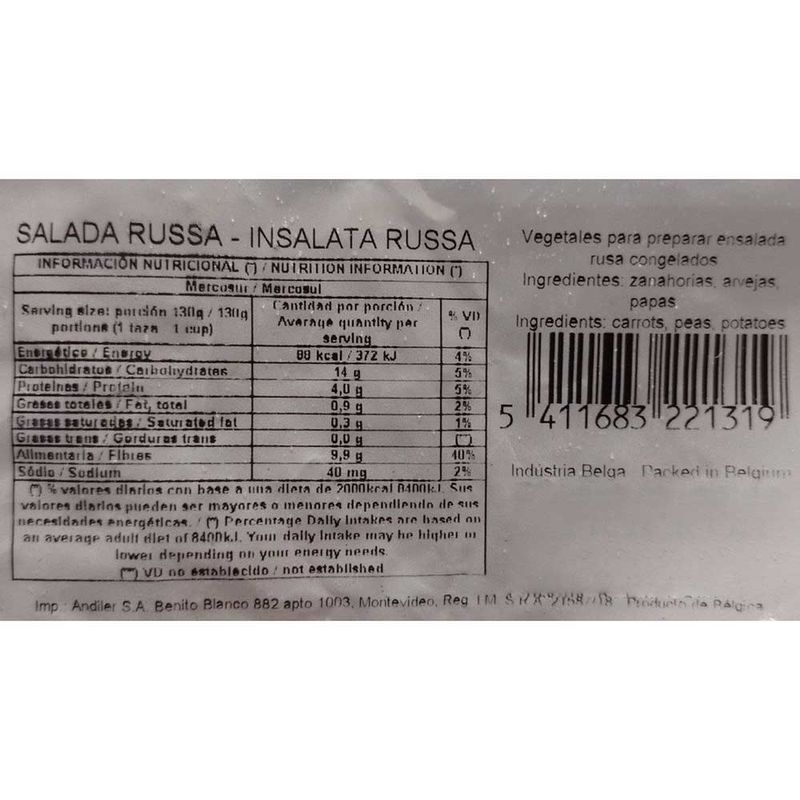 SALADA RUSSA - INSALATA RUSSA
INFORMACIÓN NUTRICIONAL (*) / NUTRITION INFORMATION (*)
Mercosur / Mercosul
Serving size: porción 130g / 130g
portions (1 taza 1 cup)
Cantidad por porción /
Average quantity per
serving
% VD
(*)
Energético / Energy 88 kcal / 372 kJ 4%
Carbohidratos / Carbohydrates 14 g 5%
Proteínas / Protein 4,0 g 5%
Grasas totales / Fat, total 0,9 g 2%
Grasas saturadas / Saturated fat 0,3 g 1%
Grasas trans / Gorduras trans 0,0 g (**)
Alimentaria / Fibres 9,9 g 40%
Sódio / Sodium 40 mg 2%
(*) % valores diarios con base a una dieta de 2000kcal 8400kJ. Sus
valores diarios pueden ser mayores o menores dependiendo de sus
necesidades energéticas. / (*) Percentage Daily Intakes are based on
an average adult diet of 8400kJ. Your daily intake may be higher or
lower depending on your energy needs.
(**) VD no establecido / not established
Vegetales para preparar ensalada
rusa congelados
Ingredientes: zanahorias, arvejas,
papas
Ingredients: carrots, peas, potatoes
5 411683 221319
Indústria Belga Packed in Belgium
Imp.: Andiler S.A. Benito Blanco 882 apto 1003, Montevideo, Reg. I.M. Producto de Bélgica